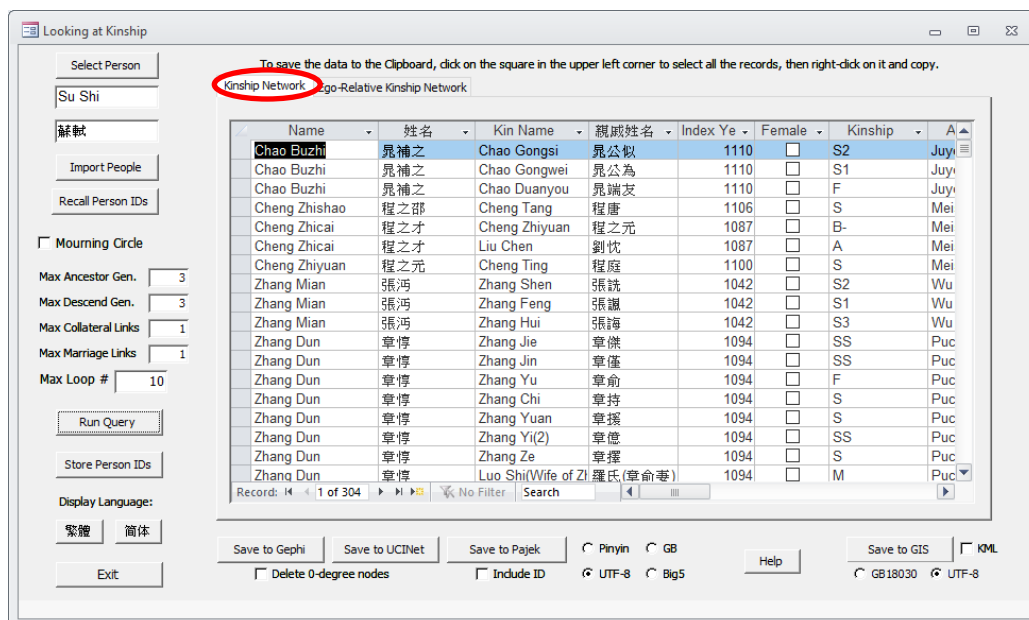 Looking at Kinship
Select Person
Su Shi
蘇軾
Import People
Recall Person IDs
Mourning Circle
Max Ancestor Gen. 3
Max Descend Gen. 3
Max Collateral Links 1
Max Marriage Links 1
Max Loop # 10
Run Query
Store Person IDs
Display Language:
繁體 简体
Exit
To save the data to the Clipboard, click on the square in the upper left corner to select all the records, then right-click on it and copy.
Kinship Network Ego-Relative Kinship Network
Name 姓名 Kin Name 親戚姓名 Index Ye Female Kinship A
Chao Buzhi 晁補之 Chao Gongsi 晁公似 1110 S2 Juy
Chao Buzhi 晁補之 Chao Gongwei 晁公為 1110 S1 Juy
Chao Buzhi 晁補之 Chao Duanyou 晁端友 1110 F Juy
Cheng Zhishao 程之邵 Cheng Tang 程唐 1106 S Mei
Cheng Zhicai 程之才 Cheng Zhiyuan 程之元 1087 B- Mei
Cheng Zhicai 程之才 Liu Chen 劉忱 1087 A Mei
Cheng Zhiyuan 程之元 Cheng Ting 程庭 1100 S Mei
Zhang Mian 張沔 Zhang Shen 張詵 1042 S2 Wu
Zhang Mian 張沔 Zhang Feng 張諷 1042 S1 Wu
Zhang Mian 張沔 Zhang Hui 張誨 1042 S3 Wu
Zhang Dun 章惇 Zhang Jie 章傑 1094 SS Puc
Zhang Dun 章惇 Zhang Jin 章僅 1094 SS Puc
Zhang Dun 章惇 Zhang Yu 章俞 1094 F Puc
Zhang Dun 章惇 Zhang Chi 章持 1094 S Puc
Zhang Dun 章惇 Zhang Yuan 章援 1094 S Puc
Zhang Dun 章惇 Zhang Yi(2) 章億 1094 SS Puc
Zhang Dun 章惇 Zhang Ze 章擇 1094 S Puc
Zhang Dun 章惇 Luo Shi(Wife of Zh 羅氏(章俞妻) 1094 M Puc
Record: 1 of 304 No Filter Search
Save to Gephi Save to UCINet Save to Pajek Pinyin GB Help Save to GIS KML
Delete 0-degree nodes Include ID UTF-8 Big5 GB18030 UTF-8